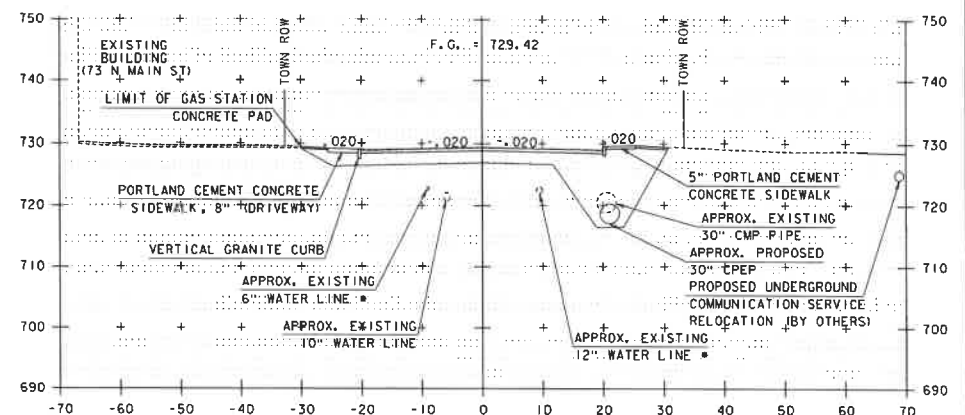 750
750
EXISTING
BUILDING
(73 N MAIN ST)
TOWN ROW
F.G. = 729.42
TOWN ROW
740
740
LIMIT OF GAS STATION
CONCRETE PAD
730
.020
-.020
-.020
.020
730
PORTLAND CEMENT CONCRETE
SIDEWALK, 8" (DRIVEWAY)
5" PORTLAND CEMENT
CONCRETE SIDEWALK
720
720
VERTICAL GRANITE CURB
APPROX. EXISTING
30" CMP PIPE
APPROX. PROPOSED
30" CPEP
710
710
APPROX. EXISTING
6" WATER LINE *
PROPOSED UNDERGROUND
COMMUNICATION SERVICE
RELOCATION (BY OTHERS)
700
700
APPROX. EXISTING
10" WATER LINE
APPROX. EXISTING
12" WATER LINE *
690
690
-70 -60 -50 -40 -30 -20 -10 0 10 20 30 40 50 60 70